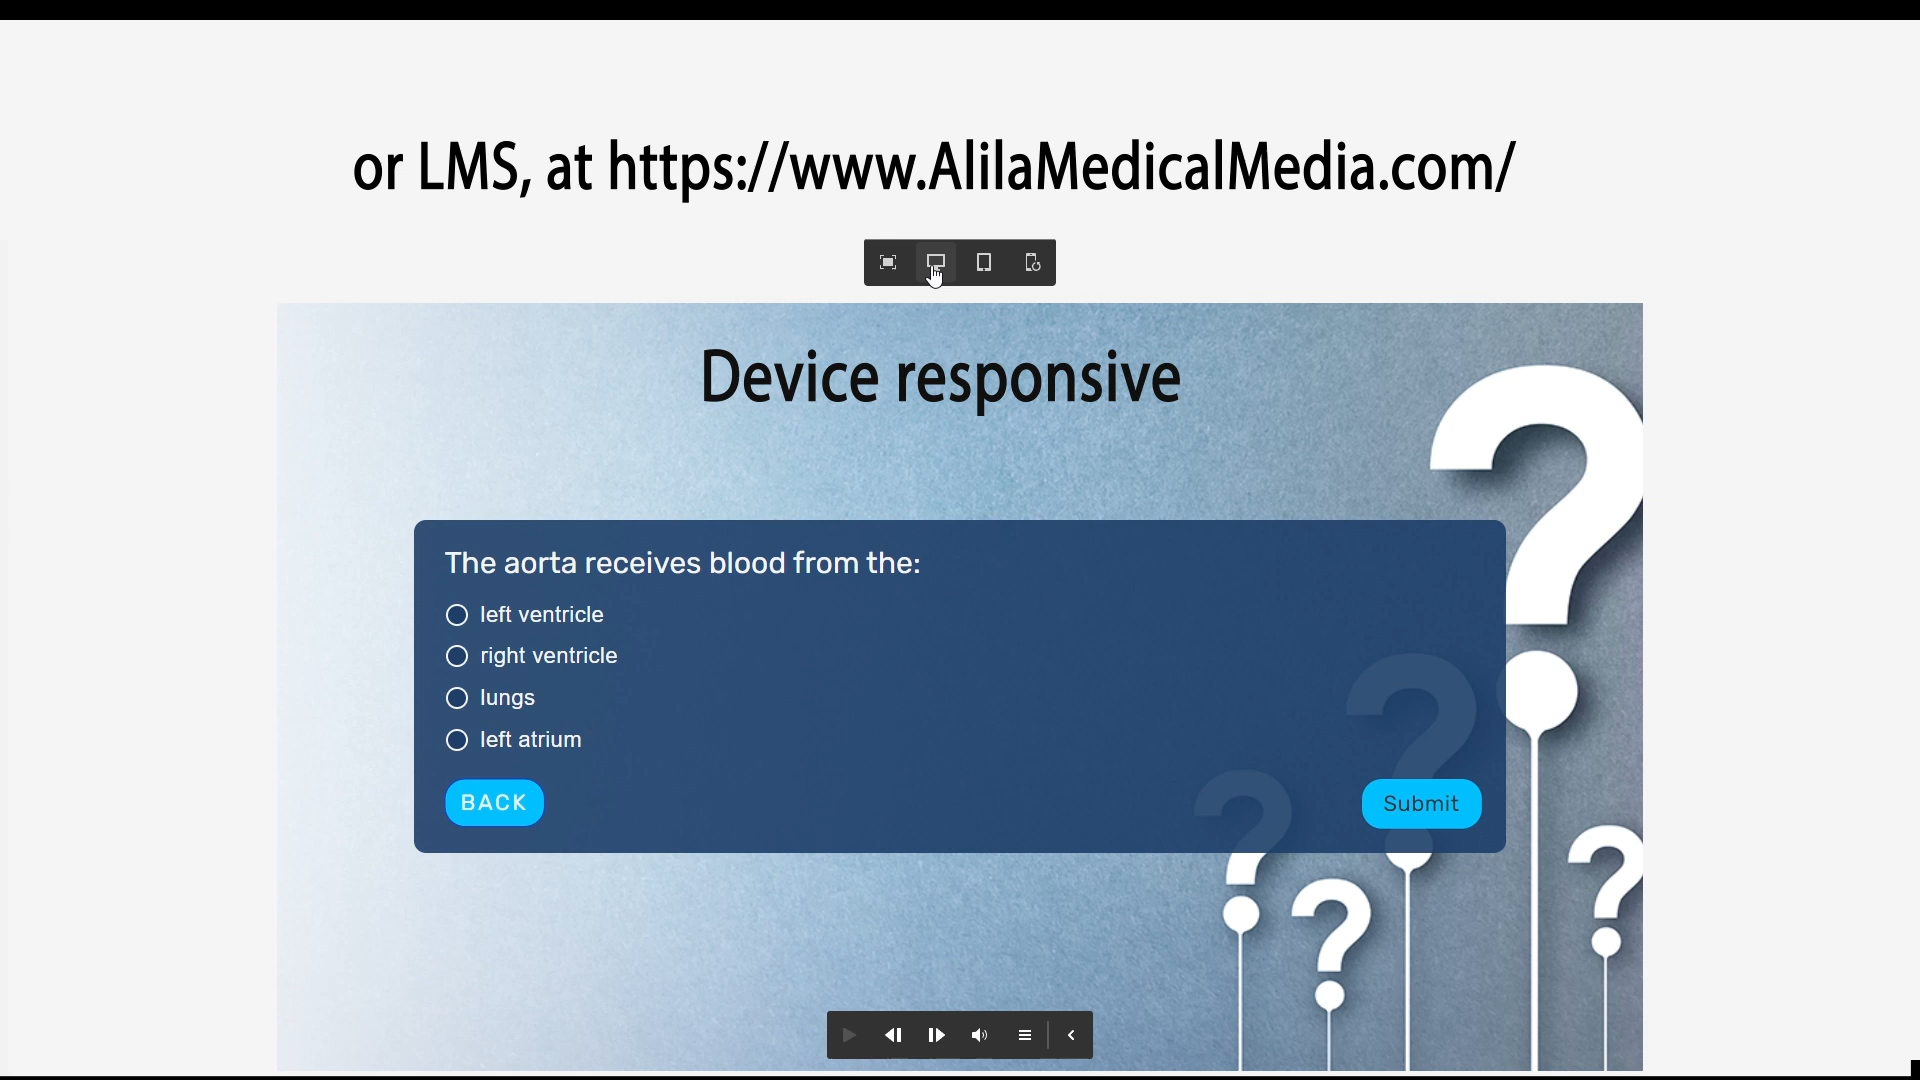 or LMS, at https://www.AlilaMedicalMedia.com/
Device responsive
The aorta receives blood from the:
left ventricle
right ventricle
lungs
left atrium
BACK
Submit